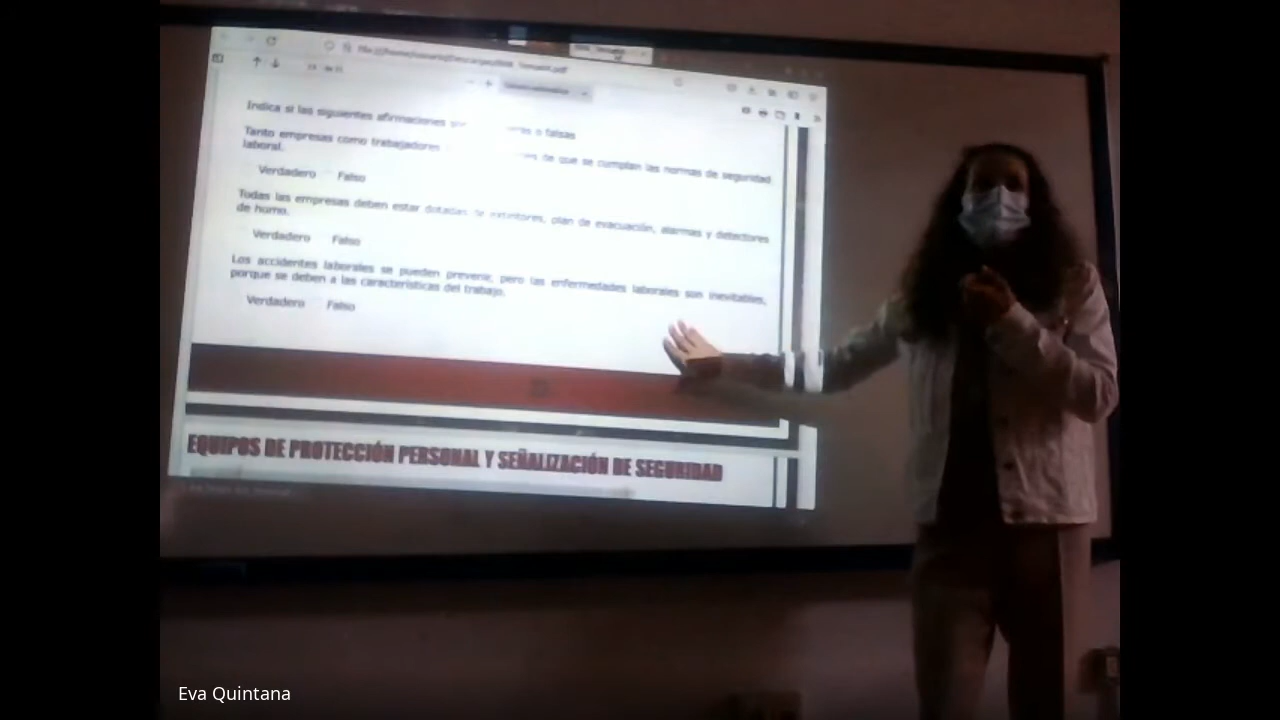 Indica si las siguientes afirmaciones o falsas
Tanto empresas como trabajadores de que se cumplan las normas de seguridad
laboral.
Verdadero Falso
Todas las empresas deben estar dotadas de extintores, plan de evacuación, alarmas y detectores
de humo.
Verdadero Falso
Los accidentes laborales se pueden prevenir, pero las enfermedades laborales son inevitables,
porque se deben a las características del trabajo.
Verdadero Falso
EQUIPOS DE PROTECCIÓN PERSONAL Y SEÑALIZACIÓN DE SEGURIDAD
Eva Quintana